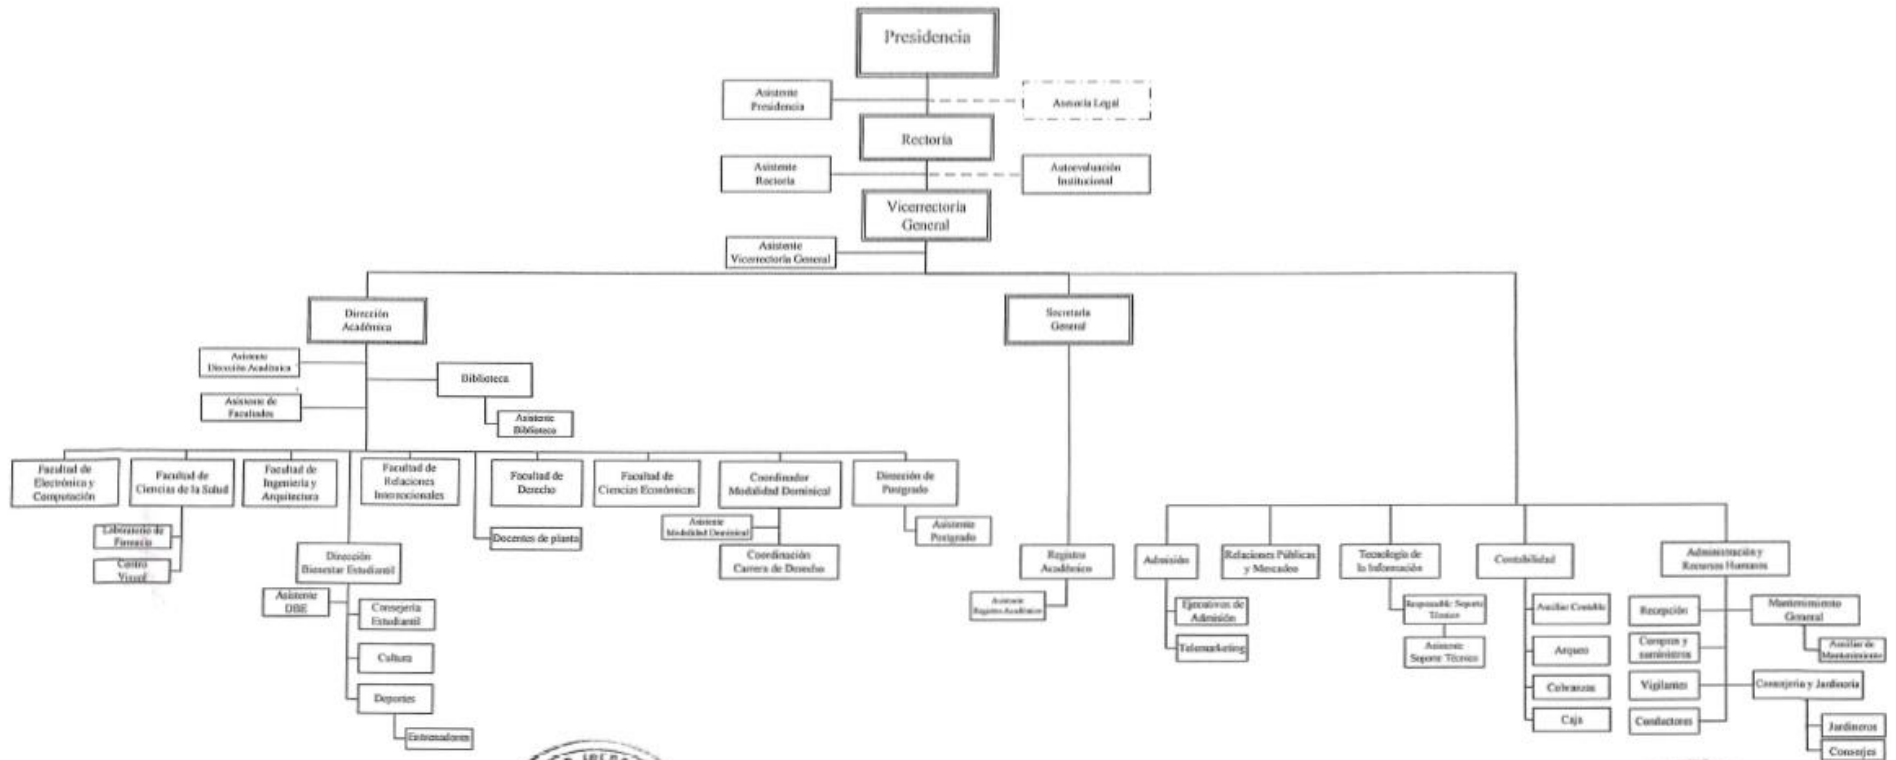 Presidencia
Asistente
Presidencia
Asesoría Legal
Rectoría
Asistente
Rectoría
Autoevaluación
Institucional
Vicerrectoría
General
Asistente
Vicerrectoría General
Dirección
Académica
Secretaría
General
Asistente
Dirección Académica
Biblioteca
Asistente de
Facultades
Asistente
Biblioteca
Facultad de
Electrónica y
Computación
Facultad de
Ciencias de la Salud
Facultad de
Ingeniería y
Arquitectura
Facultad de
Relaciones
Internacionales
Facultad de
Derecho
Facultad de
Ciencias Económicas
Coordinador
Modalidad Dominical
Dirección de
Postgrado
Laboratorio de
Farmacia
Centro
Visual
Docentes de planta
Asistente
Modalidad Dominical
Asistente
Postgrado
Coordinación
Carrera de Derecho
Dirección
Bienestar Estudiantil
Asistente
DBE
Consejería
Estudiantil
Cultura
Deportes
Entrenadores
Registro
Académico
Asistente
Registro Académico
Admisión
Relaciones Públicas
y Mercadeo
Tecnología de
la Información
Contabilidad
Administración y
Recursos Humanos
Ejecutivos de
Admisión
Telemarketing
Responsable Soporte
Técnico
Asistente
Soporte Técnico
Auxiliar Contable
Arqueo
Cobranzas
Caja
Recepción
Mantenimiento
General
Compras y
suministros
Auxiliar de
Mantenimiento
Vigilantes
Conserjería y Jardinería
Conductores
Jardineros
Conserjes